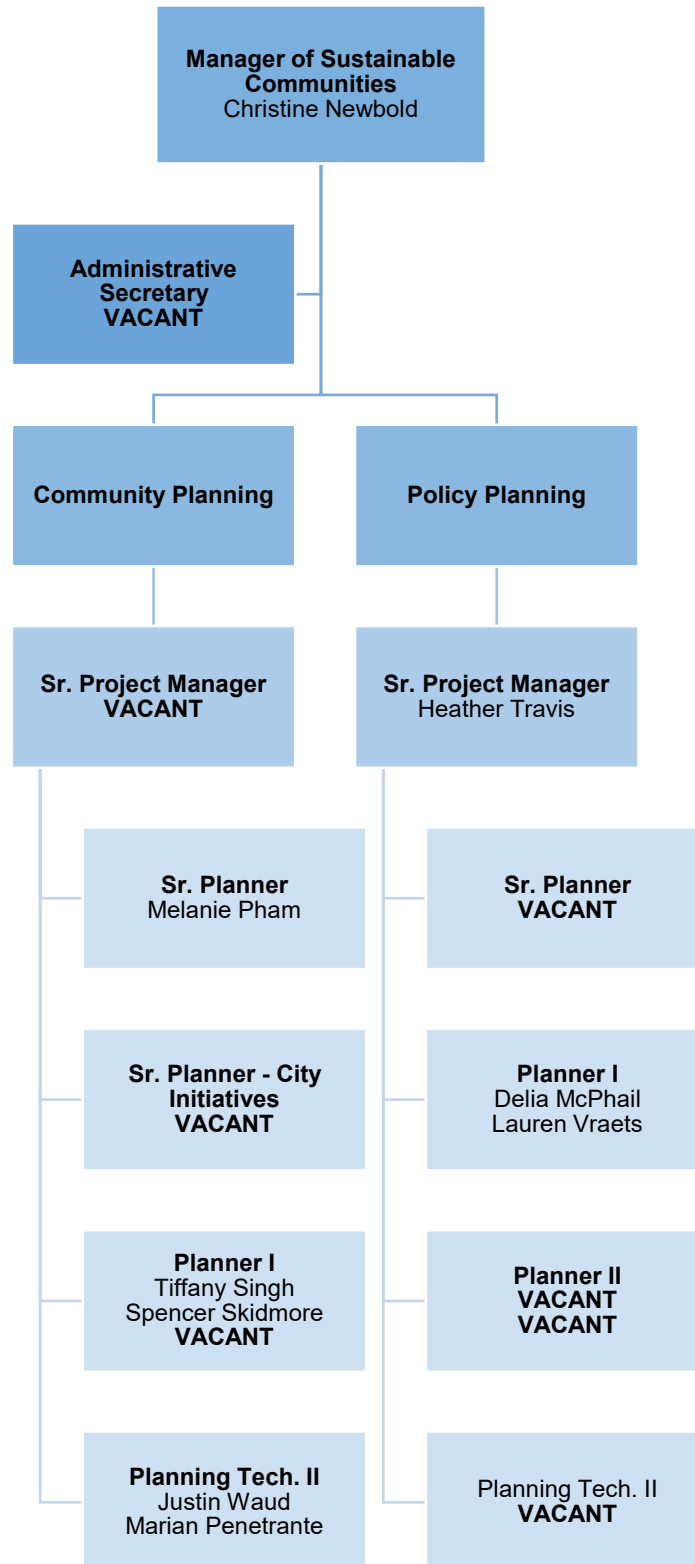 Manager of Sustainable
Communities
Christine Newbold
Administrative
Secretary
VACANT
Community Planning
Policy Planning
Sr. Project Manager
VACANT
Sr. Project Manager
Heather Travis
Sr. Planner
Melanie Pham
Sr. Planner
VACANT
Sr. Planner - City
Initiatives
VACANT
Planner I
Delia McPhail
Lauren Vraets
Planner I
Tiffany Singh
Spencer Skidmore
VACANT
Planner II
VACANT
VACANT
Planning Tech. II
Justin Waud
Marian Penetrante
Planning Tech. II
VACANT